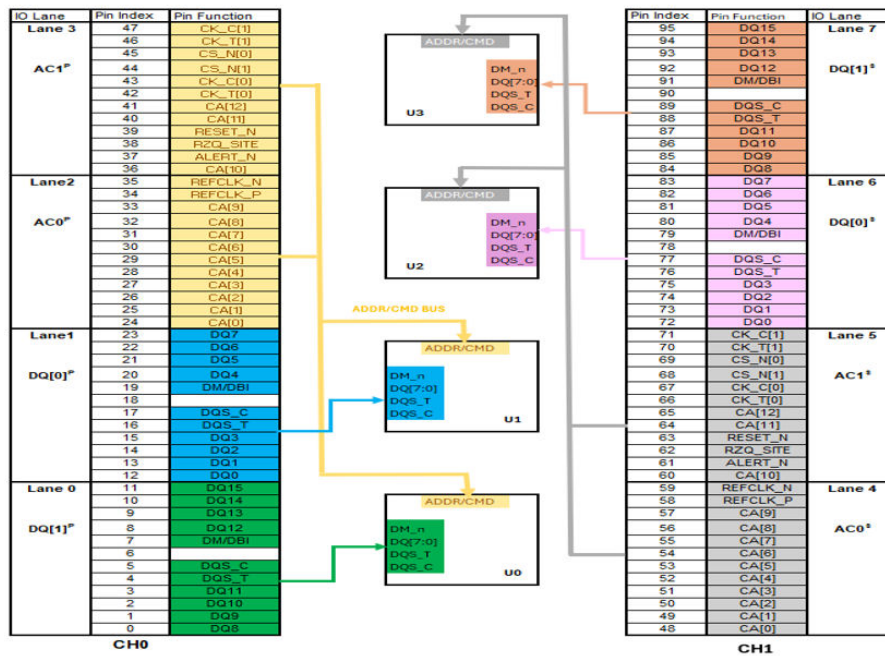 IO Lane Pin Index Pin Function
Lane 3 47 CK_C[1]
46 CK_T[1]
45 CS_N[0]
AC1ᴾ 44 CS_N[1]
43 CK_C[0]
42 CK_T[0]
41 CA[12]
40 CA[11]
39 RESET_N
38 RZQ_SITE
37 ALERT_N
36 CA[10]
Lane2 35 REFCLK_N
34 REFCLK_P
33 CA[9]
AC0ᴾ 32 CA[8]
31 CA[7]
30 CA[6]
29 CA[5]
28 CA[4]
27 CA[3]
26 CA[2]
25 CA[1]
24 CA[0]
Lane1 23 DQ7
22 DQ6
21 DQ5
DQ[0]ᴾ 20 DQ4
19 DM/DBI
18
17 DQS_C
16 DQS_T
15 DQ3
14 DQ2
13 DQ1
12 DQ0
Lane 0 11 DQ15
10 DQ14
9 DQ13
DQ[1]ᴾ 8 DQ12
7 DM/DBI
6
5 DQS_C
4 DQS_T
3 DQ11
2 DQ10
1 DQ9
0 DQ8
CH0
ADDR/CMD
DM_n
DQ[7:0]
DQS_T
DQS_C
U3
ADDR/CMD
DM_n
DQ[7:0]
DQS_T
DQS_C
U2
ADDR/CMD BUS
ADDR/CMD
DM_n
DQ[7:0]
DQS_T
DQS_C
U1
ADDR/CMD
DM_n
DQ[7:0]
DQS_T
DQS_C
U0
Pin Index Pin Function IO Lane
95 DQ15 Lane 7
94 DQ14
93 DQ13
92 DQ12 DQ[1]ˢ
91 DM/DBI
90
89 DQS_C
88 DQS_T
87 DQ11
86 DQ10
85 DQ9
84 DQ8
83 DQ7 Lane 6
82 DQ6
81 DQ5
80 DQ4 DQ[0]ˢ
79 DM/DBI
78
77 DQS_C
76 DQS_T
75 DQ3
74 DQ2
73 DQ1
72 DQ0
71 CK_C[1] Lane 5
70 CK_T[1]
69 CS_N[0]
68 CS_N[1] AC1ˢ
67 CK_C[0]
66 CK_T[0]
65 CA[12]
64 CA[11]
63 RESET_N
62 RZQ_SITE
61 ALERT_N
60 CA[10]
59 REFCLK_N Lane 4
58 REFCLK_P
57 CA[9]
56 CA[8] AC0ˢ
55 CA[7]
54 CA[6]
53 CA[5]
52 CA[4]
51 CA[3]
50 CA[2]
49 CA[1]
48 CA[0]
CH1